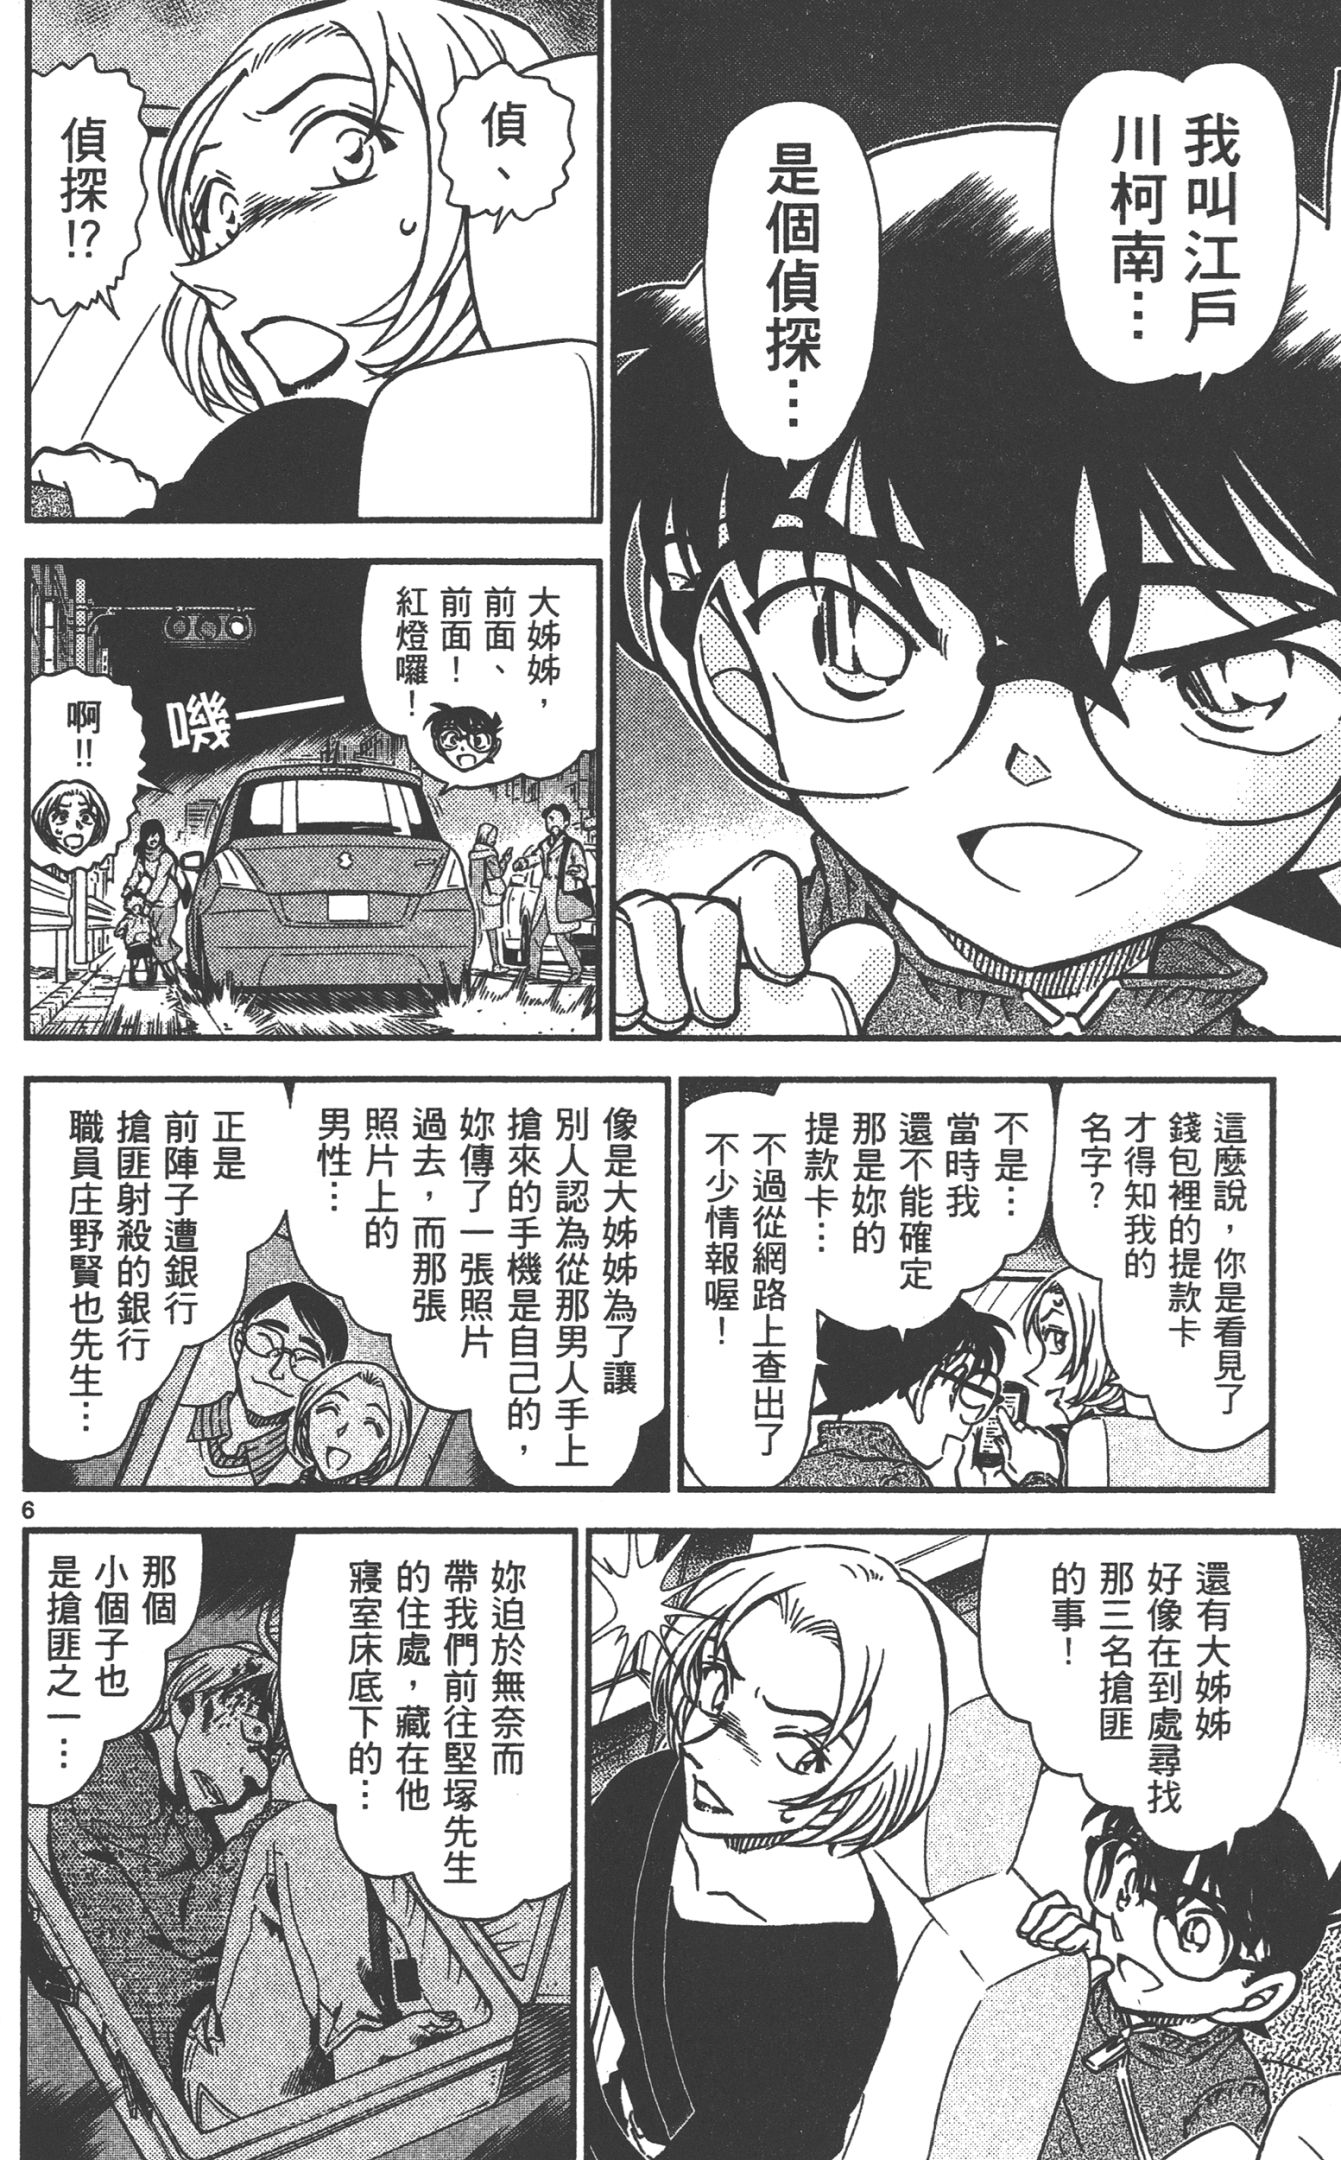 我叫江戶
川柯南…
是個偵探…
偵、
偵探!?
大姊姊，
前面、
前面！
紅燈囉！
嘰
啊!!
這麼說，你是看見了
錢包裡的提款卡
才得知我的
名字？
不是…
當時我
還不能確定
那是妳的
提款卡…
不過從網路上查出了
不少情報喔！
像是大姊姊為了讓
別人認為從那男人手上
搶來的手機是自己的，
妳傳了一張照片
過去，而那張
照片上的
男性…
正是
前陣子遭銀行
搶匪射殺的銀行
職員庄野賢也先生…
6
還有大姊姊
好像在到處尋找
那三名搶匪
的事！
妳迫於無奈而
帶我們前往堅塚先生
的住處，藏在他
寢室床底下的…
那個
小個子也
是搶匪之一…